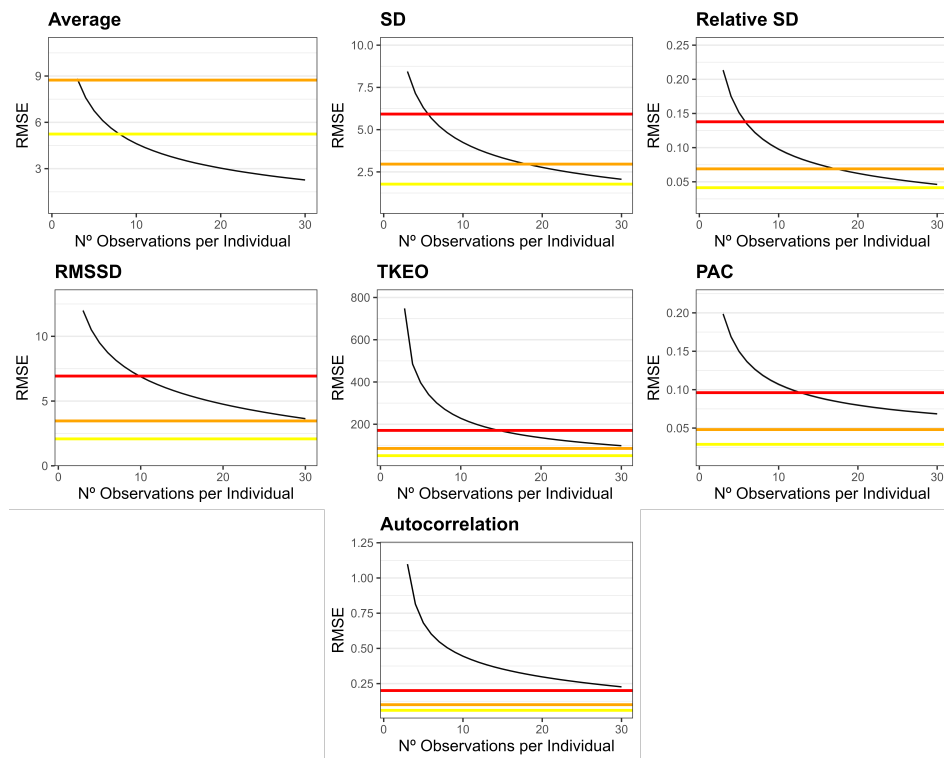 Average
SD
Relative SD
9
6
3
RMSE
0
10
20
30
Nº Observations per Individual
10.0
7.5
5.0
2.5
RMSE
0
10
20
30
Nº Observations per Individual
0.25
0.20
0.15
0.10
0.05
RMSE
0
10
20
30
Nº Observations per Individual
RMSSD
TKEO
PAC
10
5
0
RMSE
0
10
20
30
Nº Observations per Individual
800
600
400
200
RMSE
0
10
20
30
Nº Observations per Individual
0.20
0.15
0.10
0.05
RMSE
0
10
20
30
Nº Observations per Individual
Autocorrelation
1.25
1.00
0.75
0.50
0.25
RMSE
0
10
20
30
Nº Observations per Individual